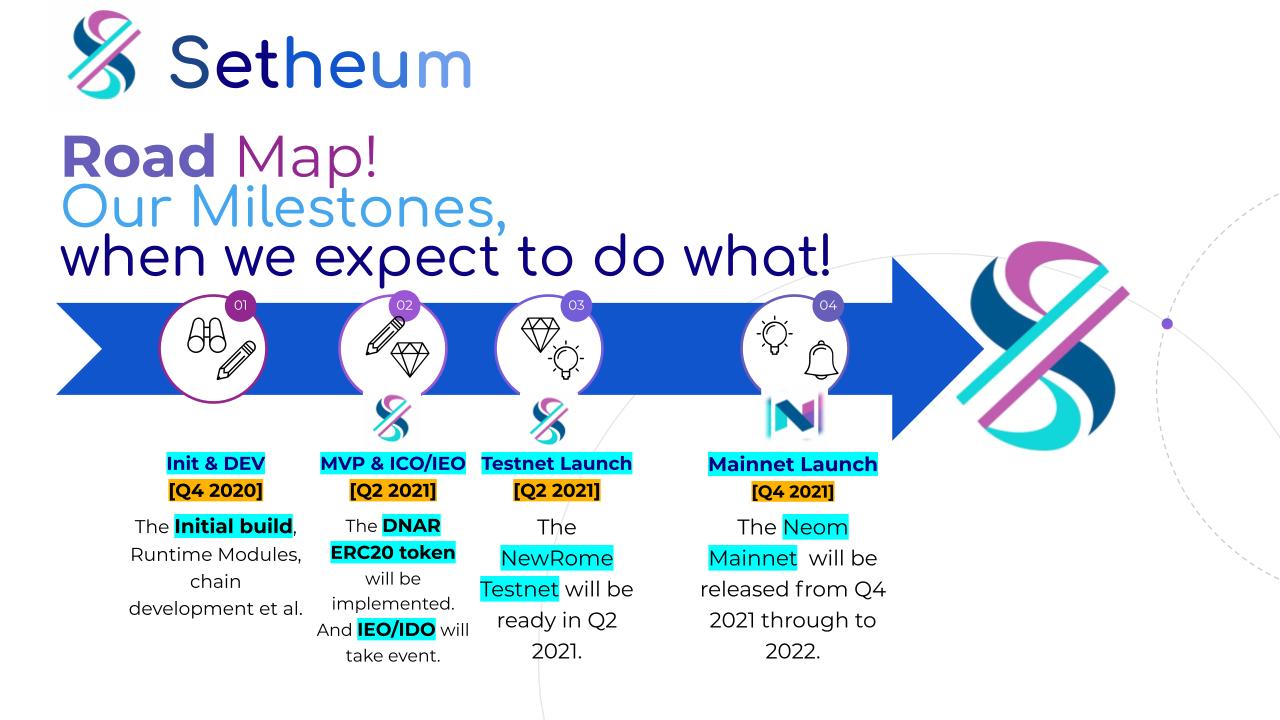 Setheum
Road Map!
Our Milestones,
when we expect to do what!
01
02
03
04
Init & DEV
[Q4 2020]
The Initial build,
Runtime Modules,
chain
development et al.
MVP & ICO/IEO
[Q2 2021]
The DNAR
ERC20 token
will be
implemented.
And IEO/IDO will
take event.
Testnet Launch
[Q2 2021]
The
NewRome
Testnet will be
ready in Q2
2021.
Mainnet Launch
[Q4 2021]
The Neom
Mainnet will be
released from Q4
2021 through to
2022.